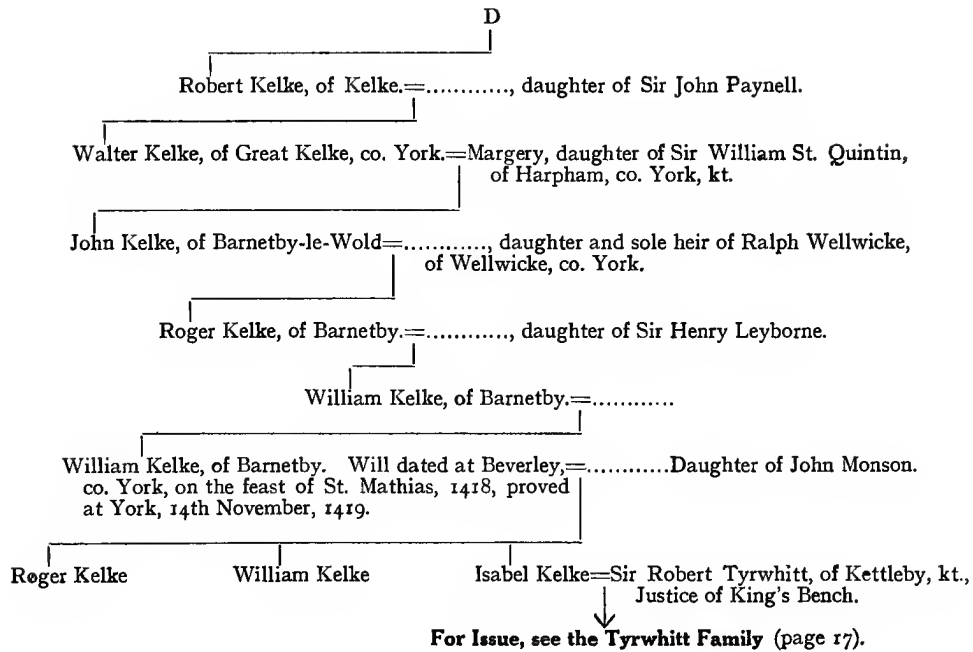 D
Robert Kelke, of Kelke.=............, daughter of Sir John Paynell.
Walter Kelke, of Great Kelke, co. York.=Margery, daughter of Sir William St. Quintin,
of Harpham, co. York, kt.
John Kelke, of Barnetby-le-Wold=............, daughter and sole heir of Ralph Wellwicke,
of Wellwicke, co. York.
Roger Kelke, of Barnetby.=............, daughter of Sir Henry Leyborne.
William Kelke, of Barnetby.=............
William Kelke, of Barnetby. Will dated at Beverley,=............Daughter of John Monson.
co. York, on the feast of St. Mathias, 1418, proved
at York, 14th November, 1419.
Roger Kelke William Kelke Isabel Kelke=Sir Robert Tyrwhitt, of Kettleby, kt.,
Justice of King's Bench.
For Issue, see the Tyrwhitt Family (page 17).